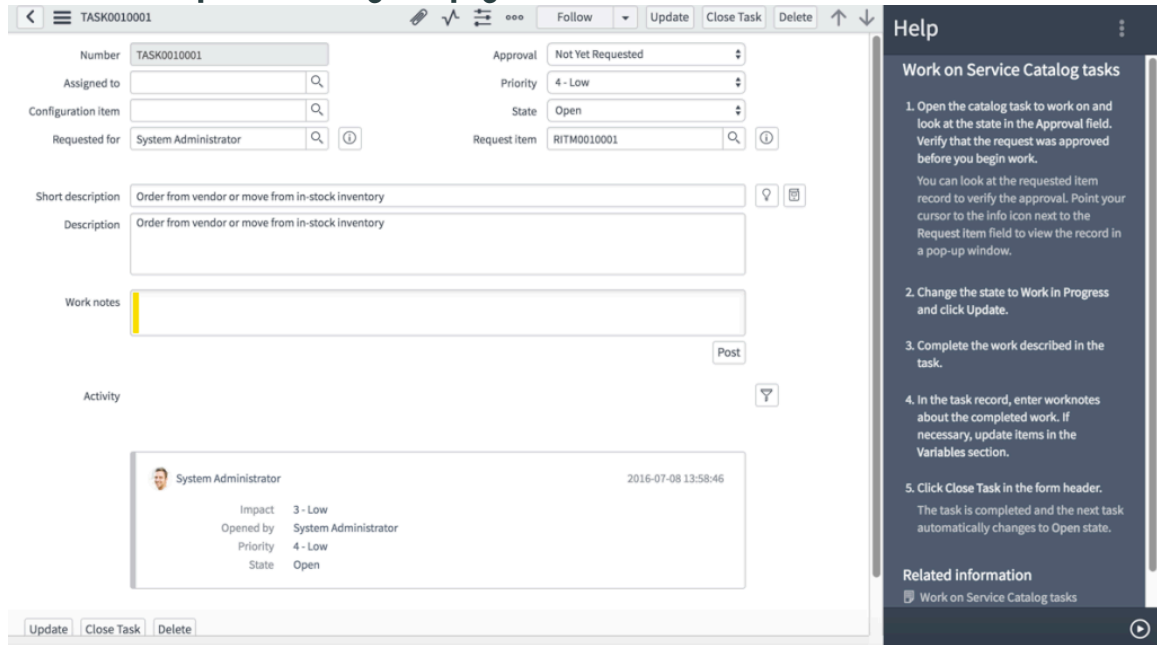 TASK0010001
Follow
Update
Close Task
Delete
Number
TASK0010001
Approval
Not Yet Requested
Assigned to
Priority
4 - Low
Configuration item
State
Open
Requested for
System Administrator
Request item
RITM0010001
Short description
Order from vendor or move from in-stock inventory
Description
Order from vendor or move from in-stock inventory
Work notes
Post
Activity
System Administrator
2016-07-08 13:58:46
Impact 3 - Low
Opened by System Administrator
Priority 4 - Low
State Open
Update
Close Task
Delete
Help
Work on Service Catalog tasks
1. Open the catalog task to work on and
look at the state in the Approval field.
Verify that the request was approved
before you begin work.
You can look at the requested item
record to verify the approval. Point your
cursor to the info icon next to the
Request Item field to view the record in
a pop-up window.
2. Change the state to Work in Progress
and click Update.
3. Complete the work described in the
task.
4. In the task record, enter worknotes
about the completed work. If
necessary, update items in the
Variables section.
5. Click Close Task in the form header.
The task is completed and the next task
automatically changes to Open state.
Related information
Work on Service Catalog tasks